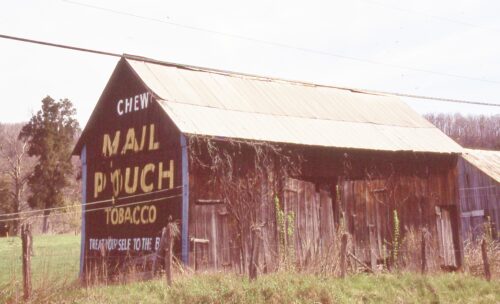 CHEW
MAIL
POUCH
TOBACCO
TREAT YOURSELF TO THE B